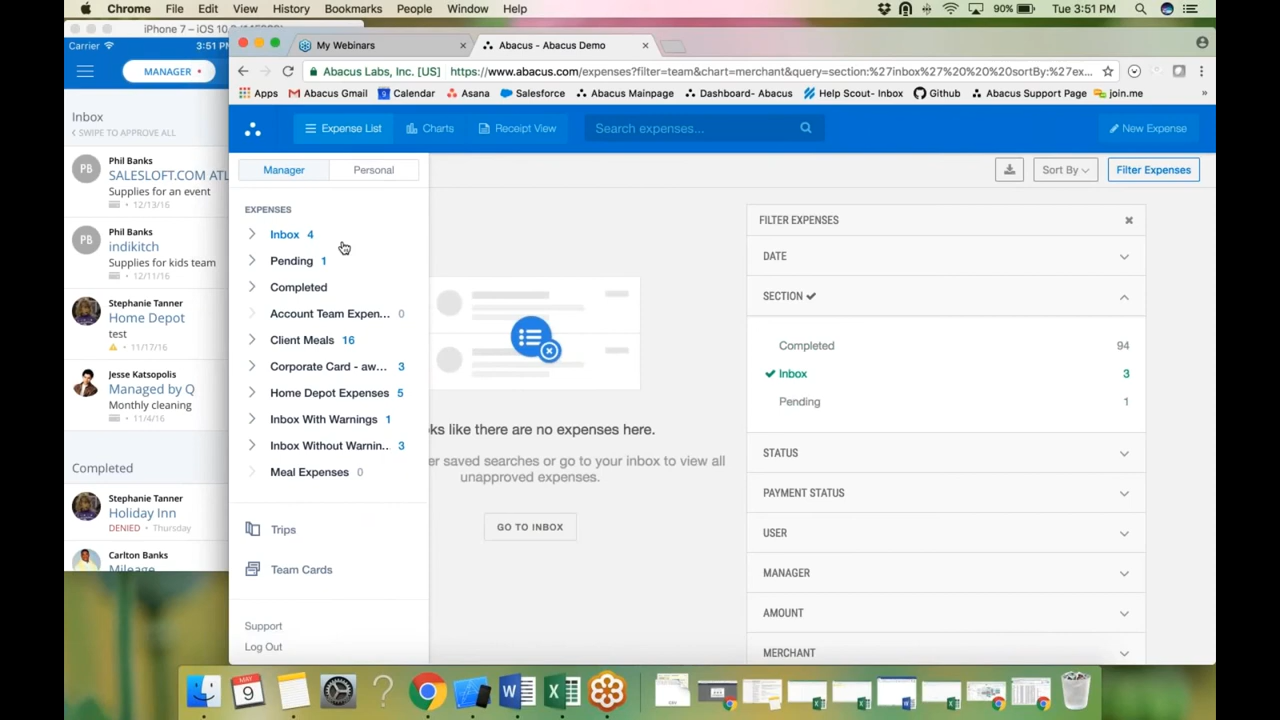 Chrome File Edit View History Bookmarks People Window Help
90% Tue 3:51 PM
iPhone 7 – iOS 10
Carrier 3:51 P
MANAGER
Inbox
SWIPE TO APPROVE ALL
PB
Phil Banks
SALESLOFT.COM ATL
Supplies for an event
12/13/16
PB
Phil Banks
indikitch
Supplies for kids team
12/11/16
Stephanie Tanner
Home Depot
test
11/17/16
Jesse Katsopolis
Managed by Q
Monthly cleaning
11/4/16
Completed
Stephanie Tanner
Holiday Inn
DENIED • Thursday
Carlton Banks
Mileage
My Webinars
Abacus - Abacus Demo
Abacus Labs, Inc. [US] https://www.abacus.com/expenses?filter=team&chart=merchant&query=section:%27inbox%27%20%20%20sortBy:%27ex...
Apps Abacus Gmail Calendar Asana Salesforce Abacus Mainpage Dashboard- Abacus Help Scout- Inbox Github Abacus Support Page join.me »
Expense List Charts Receipt View Search expenses... New Expense
Manager Personal
Sort By Filter Expenses
EXPENSES
Inbox 4
Pending 1
Completed
Account Team Expen... 0
Client Meals 16
Corporate Card - aw... 3
Home Depot Expenses 5
Inbox With Warnings 1
Inbox Without Warnin.. 3
Meal Expenses 0
Trips
Team Cards
Support
Log Out
oks like there are no expenses here.
er saved searches or go to your inbox to view all
unapproved expenses.
GO TO INBOX
FILTER EXPENSES
DATE
SECTION
Completed 94
Inbox 3
Pending 1
STATUS
PAYMENT STATUS
USER
MANAGER
AMOUNT
MERCHANT
MAY
9